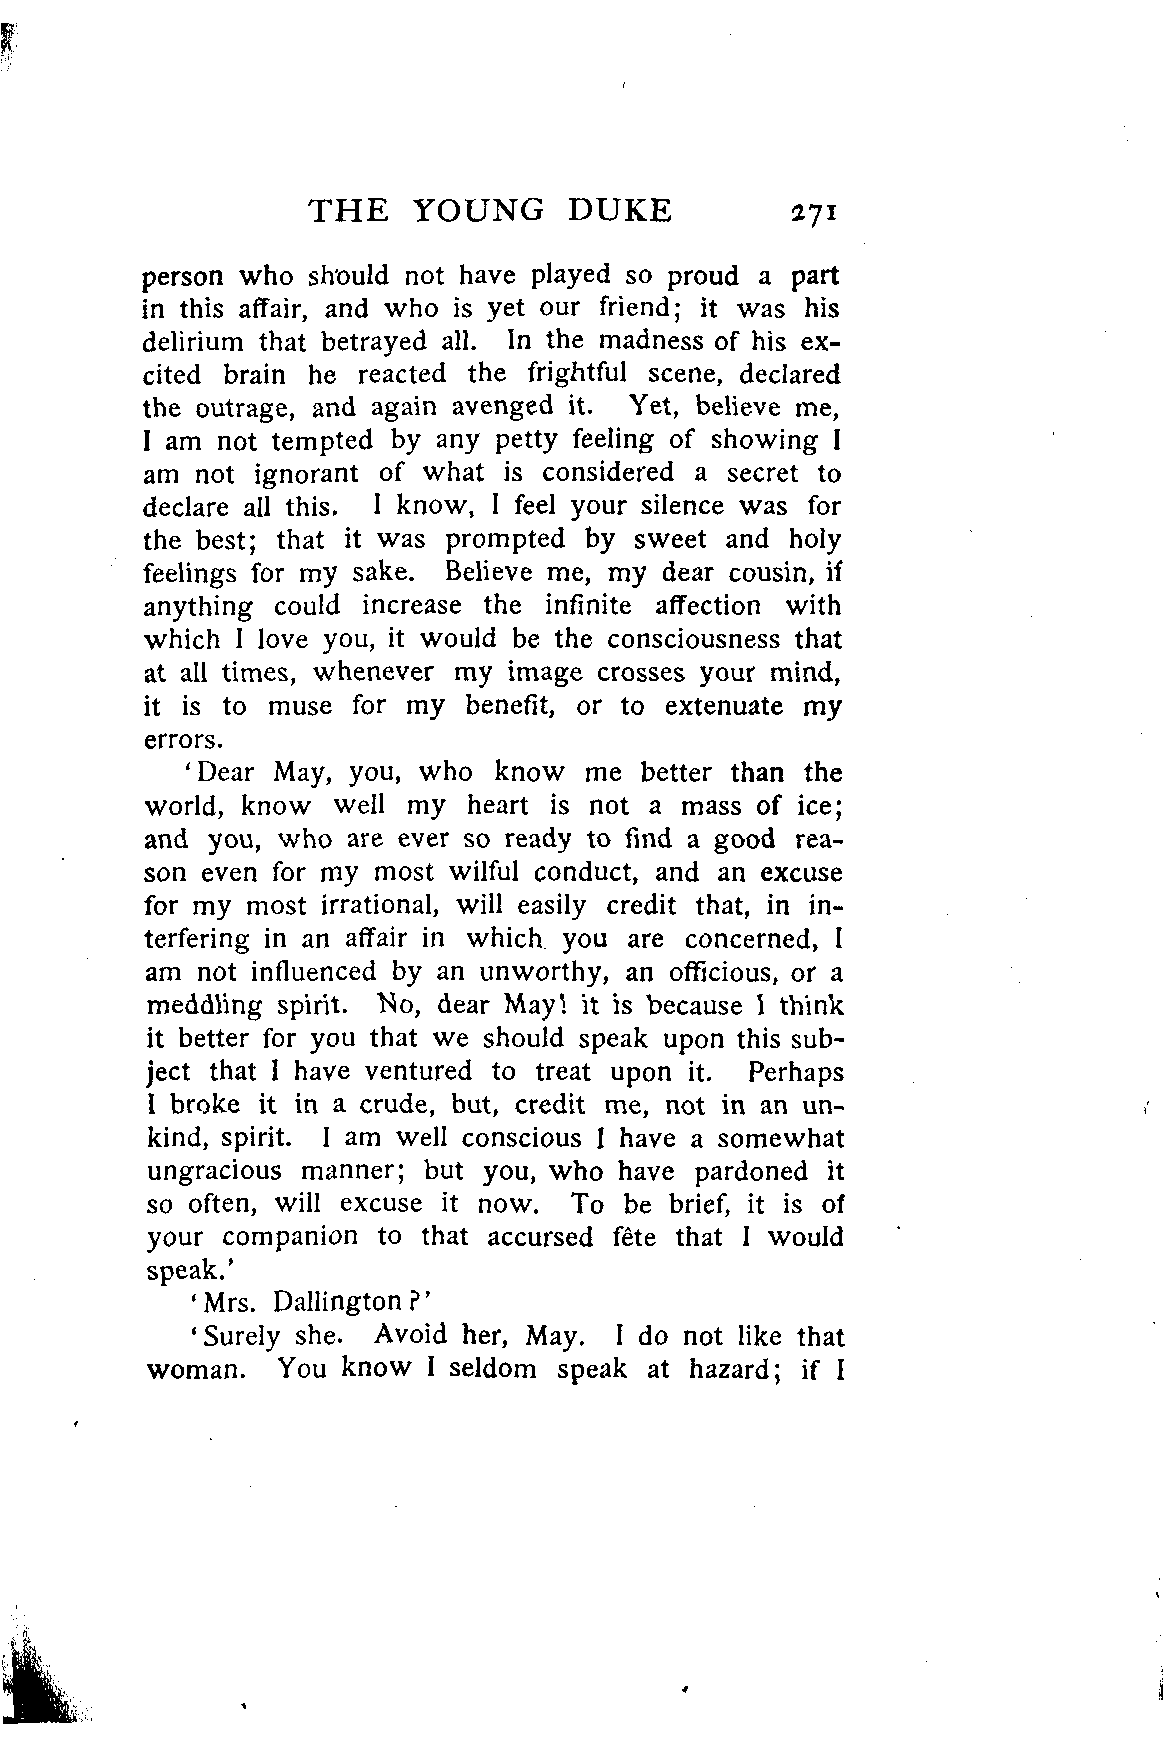 THE YOUNG DUKE 271
person who should not have played so proud a part
in this affair, and who is yet our friend; it was his
delirium that betrayed all. In the madness of his ex-
cited brain he reacted the frightful scene, declared
the outrage, and again avenged it. Yet, believe me,
I am not tempted by any petty feeling of showing I
am not ignorant of what is considered a secret to
declare all this. I know, I feel your silence was for
the best; that it was prompted by sweet and holy
feelings for my sake. Believe me, my dear cousin, if
anything could increase the infinite affection with
which I love you, it would be the consciousness that
at all times, whenever my image crosses your mind,
it is to muse for my benefit, or to extenuate my
errors.
‘Dear May, you, who know me better than the
world, know well my heart is not a mass of ice;
and you, who are ever so ready to find a good rea-
son even for my most wilful conduct, and an excuse
for my most irrational, will easily credit that, in in-
terfering in an affair in which you are concerned, I
am not influenced by an unworthy, an officious, or a
meddling spirit. No, dear May! it is because I think
it better for you that we should speak upon this sub-
ject that I have ventured to treat upon it. Perhaps
I broke it in a crude, but, credit me, not in an un-
kind, spirit. I am well conscious I have a somewhat
ungracious manner; but you, who have pardoned it
so often, will excuse it now. To be brief, it is of
your companion to that accursed fête that I would
speak.’
‘Mrs. Dallington?’
‘Surely she. Avoid her, May. I do not like that
woman. You know I seldom speak at hazard; if I